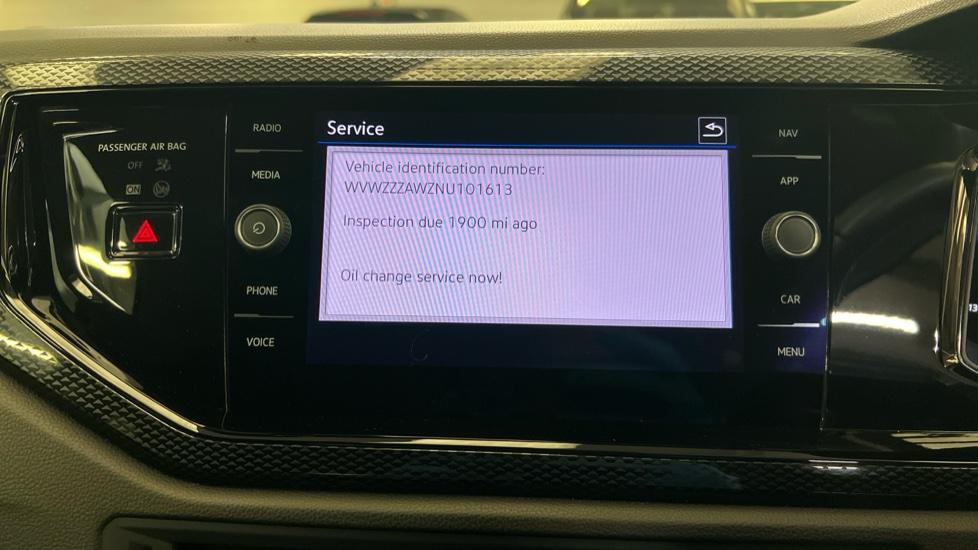 PASSENGER AIR BAG
OFF
ON
RADIO
MEDIA
PHONE
VOICE
Service
Vehicle identification number:
WVWZZZAWZNU101613
Inspection due 1900 mi ago
Oil change service now!
NAV
APP
CAR
MENU
13